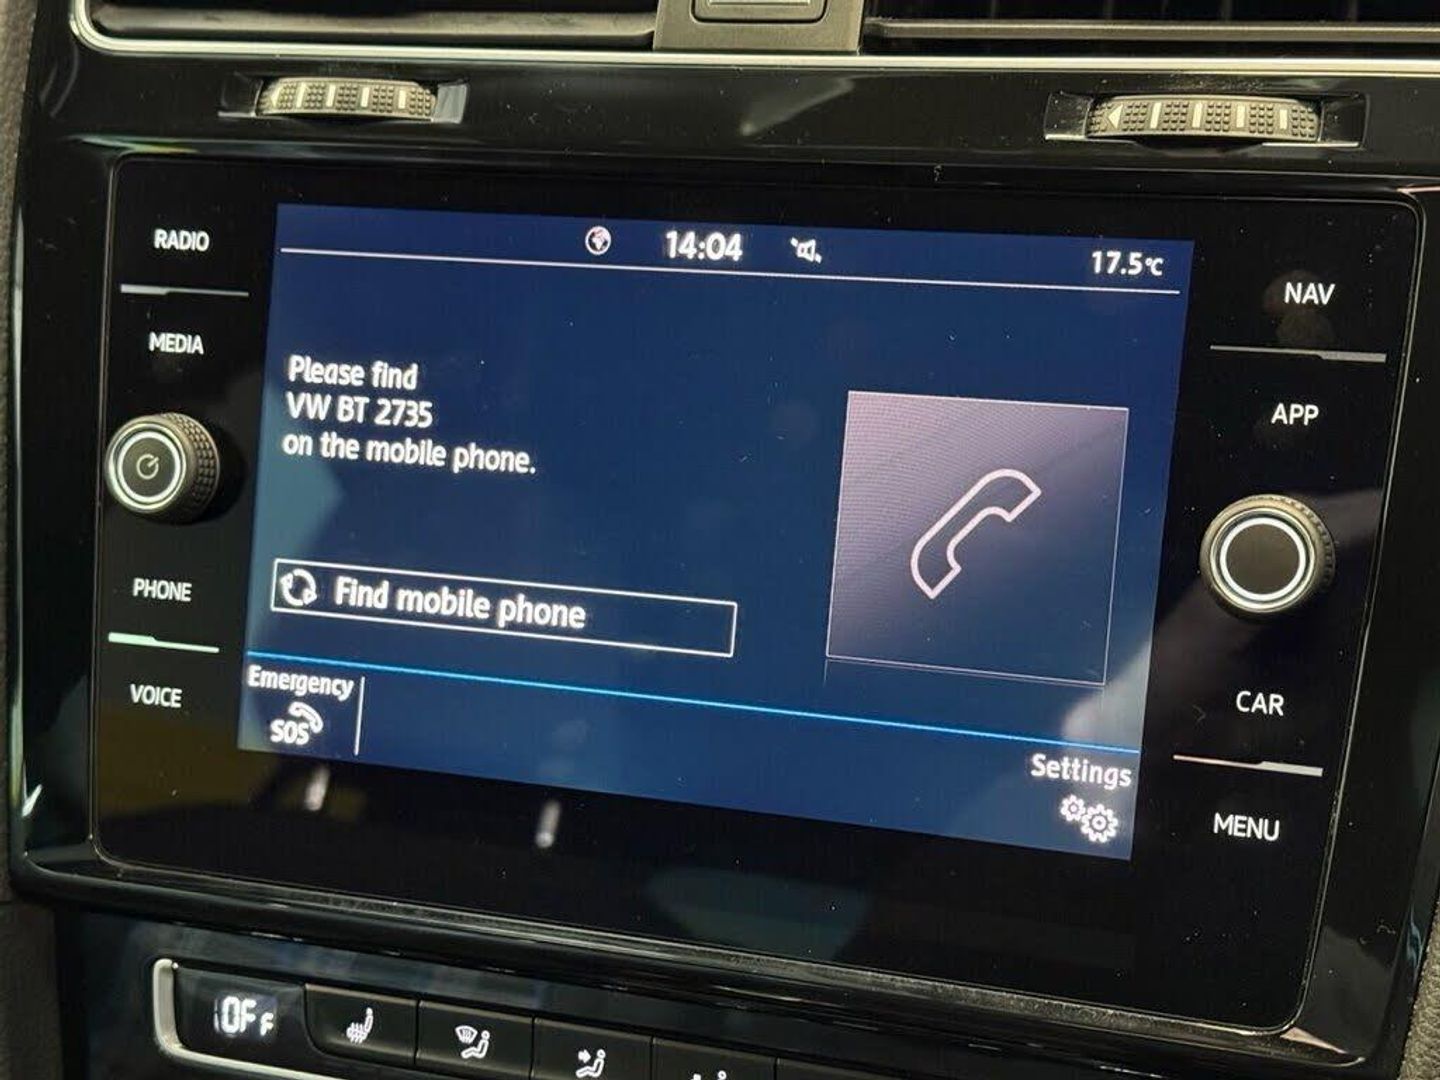 RADIO
MEDIA
PHONE
VOICE
14:04
17.5°C
Please find
VW BT 2735
on the mobile phone.
Find mobile phone
Emergency
SOS
Settings
NAV
APP
CAR
MENU
OFF